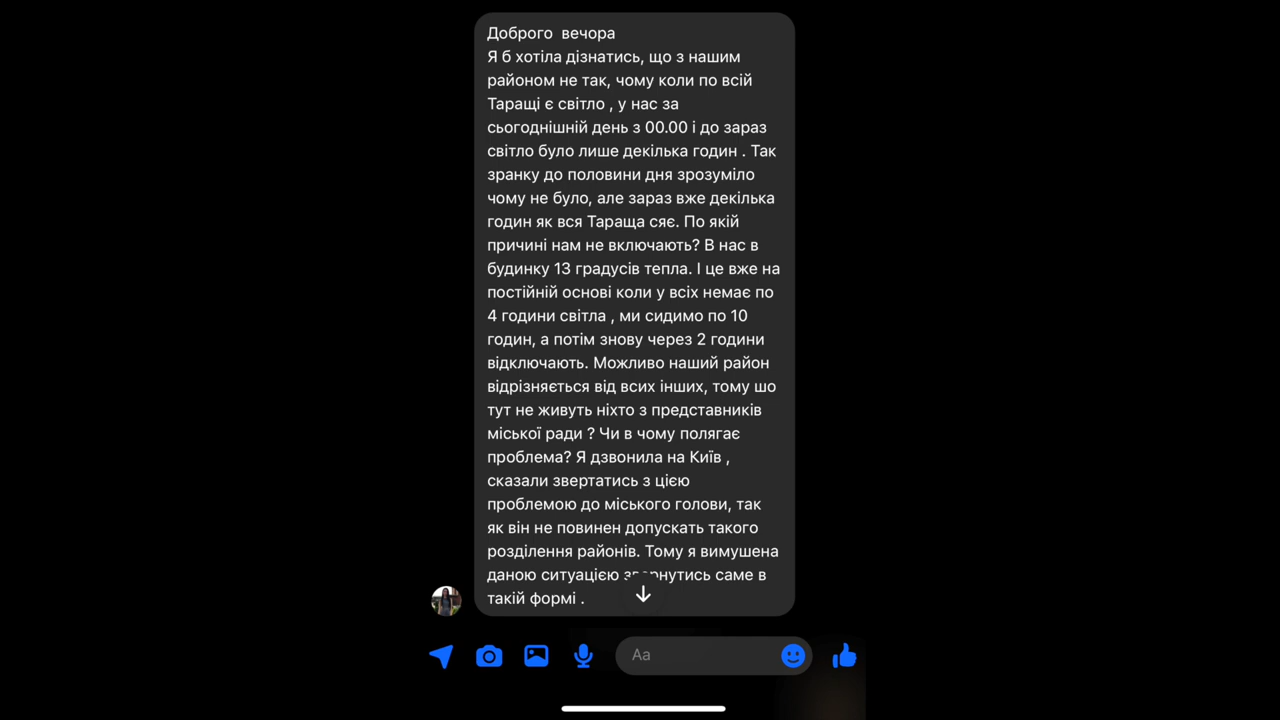 Доброго вечора
Я б хотіла дізнатись, що з нашим
районом не так, чому коли по всій
Таращі є світло , у нас за
сьогоднішній день з 00.00 і до зараз
світло було лише декілька годин . Так
зранку до половини дня зрозуміло
чому не було, але зараз вже декілька
годин як вся Тараща сяє. По якій
причині нам не включають? В нас в
будинку 13 градусів тепла. І це вже на
постійній основі коли у всіх немає по
4 години світла , ми сидимо по 10
годин, а потім знову через 2 години
відключають. Можливо наший район
відрізняється від всих інших, тому шо
тут не живуть ніхто з представників
міської ради ? Чи в чому полягає
проблема? Я дзвонила на Київ ,
сказали звертатись з цією
проблемою до міського голови, так
як він не повинен допускать такого
розділення районів. Тому я вимушена
даною ситуацією звернутись саме в
такій формі .
Aa